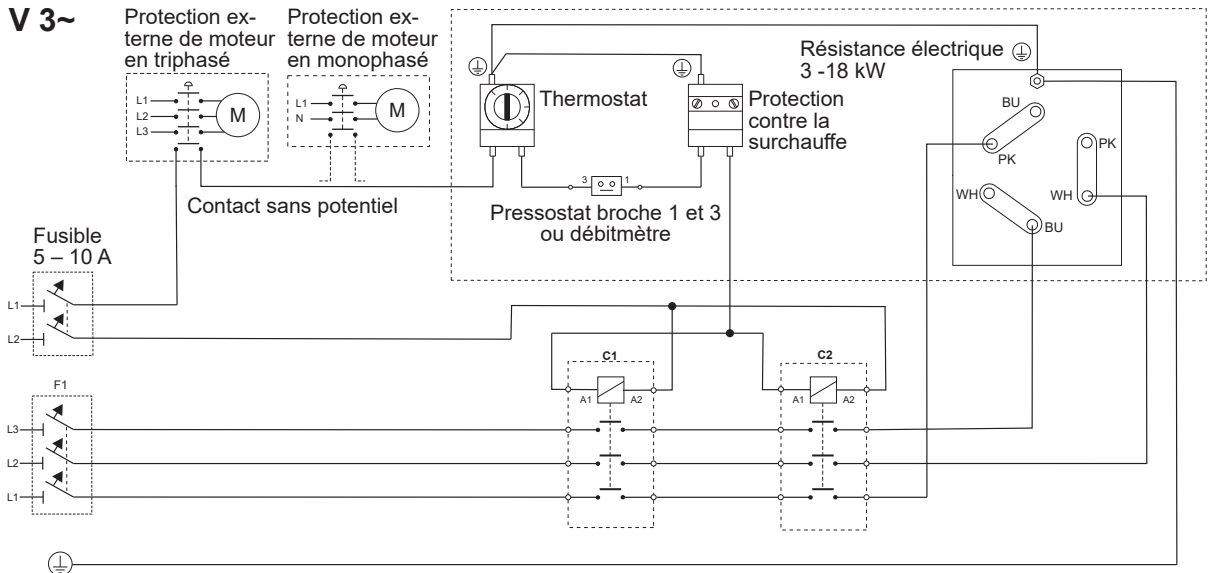 V 3~
Protection ex-
terne de moteur
en triphasé
Protection ex-
terne de moteur
en monophasé
L1
L2
L3
M
L1
N
M
Thermostat
Protection
contre la
surchauffe
Résistance électrique
3 -18 kW
BU
PK
PK
WH
WH
BU
3
1
Contact sans potentiel
Pressostat broche 1 et 3
ou débitmètre
Fusible
5 – 10 A
L1
L2
F1
L3
L2
L1
C1
A1
A2
C2
A1
A2